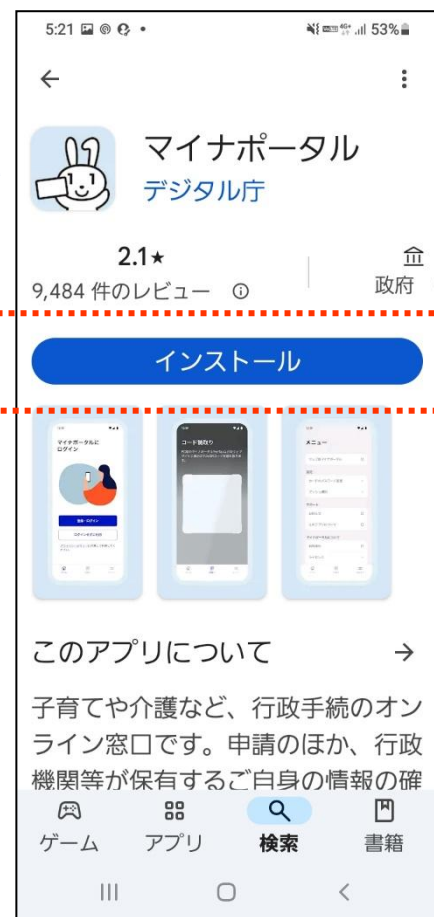 5:21
53%
マイナポータル
デジタル庁
2.1★
9,484 件のレビュー
政府
インストール
マイナポータルに
ログイン
登録・ログイン
コード読取り
メニュー
このアプリについて
子育てや介護など、行政手続のオン
ライン窓口です。申請のほか、行政
機関等が保有するご自身の情報の確
ゲーム
アプリ
検索
書籍